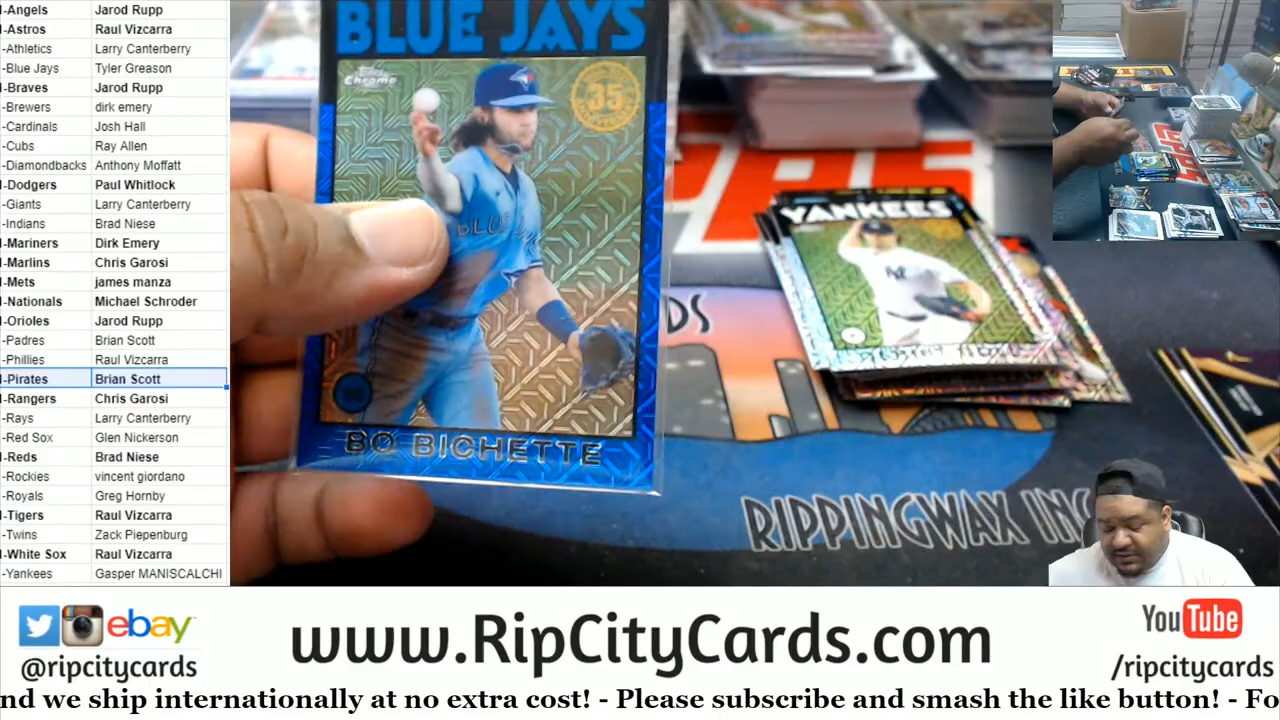 -Angels Jarod Rupp
-Astros Raul Vizcarra
-Athletics Larry Canterberry
-Blue Jays Tyler Greason
-Braves Jarod Rupp
-Brewers dirk emery
-Cardinals Josh Hall
-Cubs Ray Allen
-Diamondbacks Anthony Moffatt
-Dodgers Paul Whitlock
-Giants Larry Canterberry
-Indians Brad Niese
-Mariners Dirk Emery
-Marlins Chris Garosi
-Mets james manza
-Nationals Michael Schroder
-Orioles Jarod Rupp
-Padres Brian Scott
-Phillies Raul Vizcarra
-Pirates Brian Scott
-Rangers Chris Garosi
-Rays Larry Canterberry
-Red Sox Glen Nickerson
-Reds Brad Niese
-Rockies vincent giordano
-Royals Greg Hornby
-Tigers Raul Vizcarra
-Twins Zack Piepenburg
-White Sox Raul Vizcarra
-Yankees Gasper MANISCALCHI
BLUE JAYS
Topps Chrome
35
BLUE
BO BICHETTE
YANKEES
RIPPINGWAX INC
ebay
@ripcitycards
www.RipCityCards.com
YouTube
/ripcitycards
nd we ship internationally at no extra cost! - Please subscribe and smash the like button! - Fo